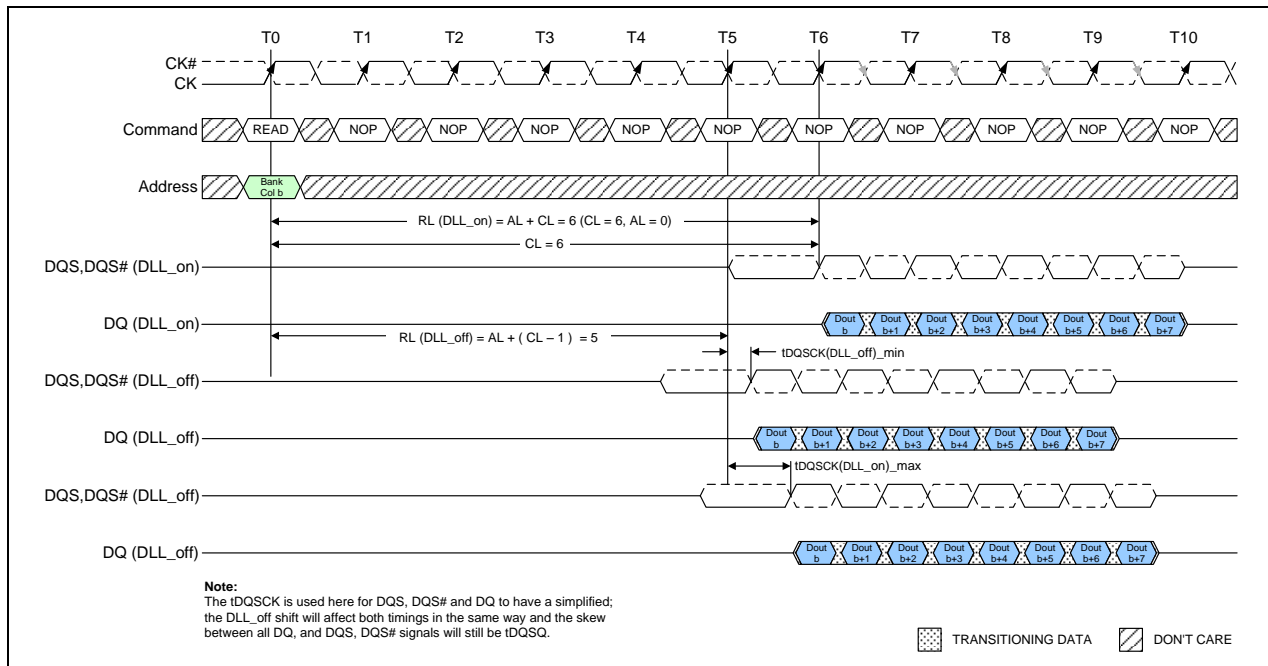 T0 T1 T2 T3 T4 T5 T6 T7 T8 T9 T10
CK#
CK
Command READ NOP NOP NOP NOP NOP NOP NOP NOP NOP NOP
Address Bank
Col b
RL (DLL_on) = AL + CL = 6 (CL = 6, AL = 0)
CL = 6
DQS,DQS# (DLL_on)
DQ (DLL_on) Dout Dout Dout Dout Dout Dout Dout Dout
b b+1 b+2 b+3 b+4 b+5 b+6 b+7
RL (DLL_off) = AL + ( CL – 1 ) = 5
tDQSCK(DLL_off)_min
DQS,DQS# (DLL_off)
DQ (DLL_off) Dout Dout Dout Dout Dout Dout Dout Dout
b b+1 b+2 b+3 b+4 b+5 b+6 b+7
tDQSCK(DLL_on)_max
DQS,DQS# (DLL_off)
DQ (DLL_off) Dout Dout Dout Dout Dout Dout Dout Dout
b b+1 b+2 b+3 b+4 b+5 b+6 b+7
Note:
The tDQSCK is used here for DQS, DQS# and DQ to have a simplified;
the DLL_off shift will affect both timings in the same way and the skew
between all DQ, and DQS, DQS# signals will still be tDQSQ.
TRANSITIONING DATA DON'T CARE